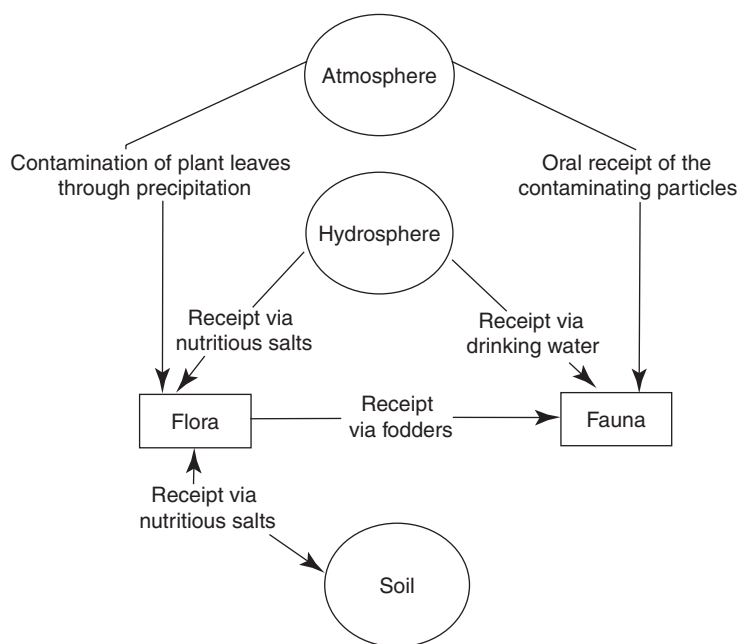 Atmosphere
Contamination of plant leaves
through precipitation
Oral receipt of the
contaminating particles
Hydrosphere
Receipt via
nutritious salts
Receipt via
drinking water
Flora
Receipt
via fodders
Fauna
Receipt via
nutritious salts
Soil